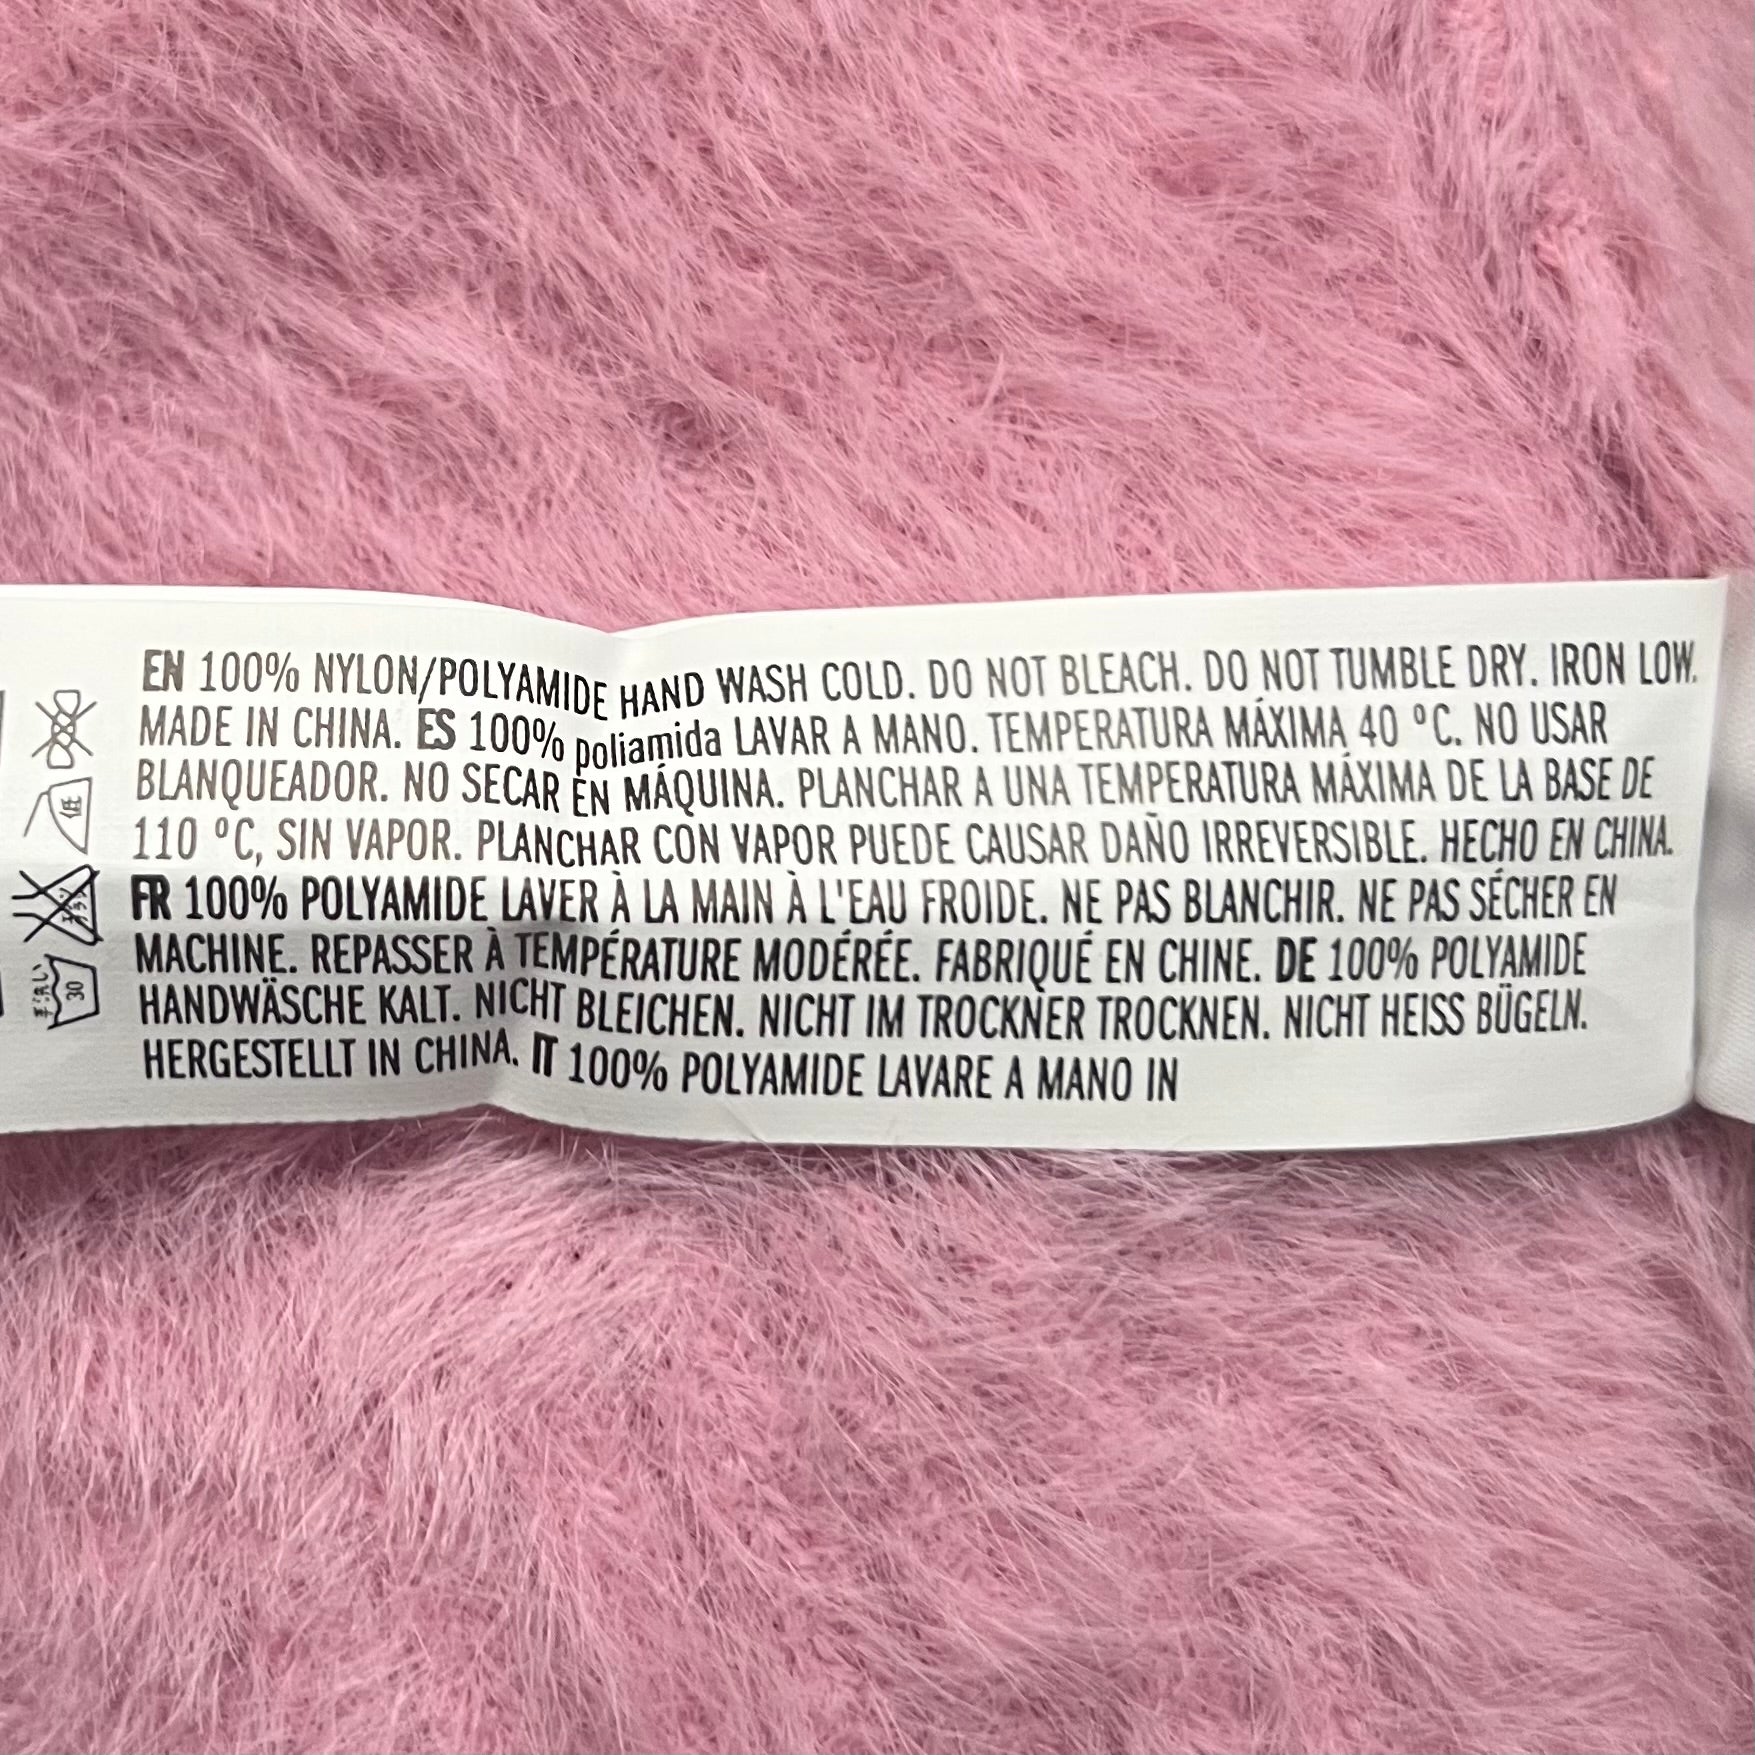 EN 100% NYLON/POLYAMIDE HAND WASH COLD. DO NOT BLEACH. DO NOT TUMBLE DRY. IRON LOW.
MADE IN CHINA. ES 100% poliamida LAVAR A MANO. TEMPERATURA MÁXIMA 40 °C. NO USAR
BLANQUEADOR. NO SECAR EN MÁQUINA. PLANCHAR A UNA TEMPERATURA MÁXIMA DE LA BASE DE
110 °C, SIN VAPOR. PLANCHAR CON VAPOR PUEDE CAUSAR DAÑO IRREVERSIBLE. HECHO EN CHINA.
FR 100% POLYAMIDE LAVER À LA MAIN À L'EAU FROIDE. NE PAS BLANCHIR. NE PAS SÉCHER EN
MACHINE. REPASSER À TEMPÉRATURE MODÉRÉE. FABRIQUÉ EN CHINE. DE 100% POLYAMIDE
HANDWÄSCHE KALT. NICHT BLEICHEN. NICHT IM TROCKNER TROCKNEN. NICHT HEISS BÜGELN.
HERGESTELLT IN CHINA. IT 100% POLYAMIDE LAVARE A MANO IN
低
30